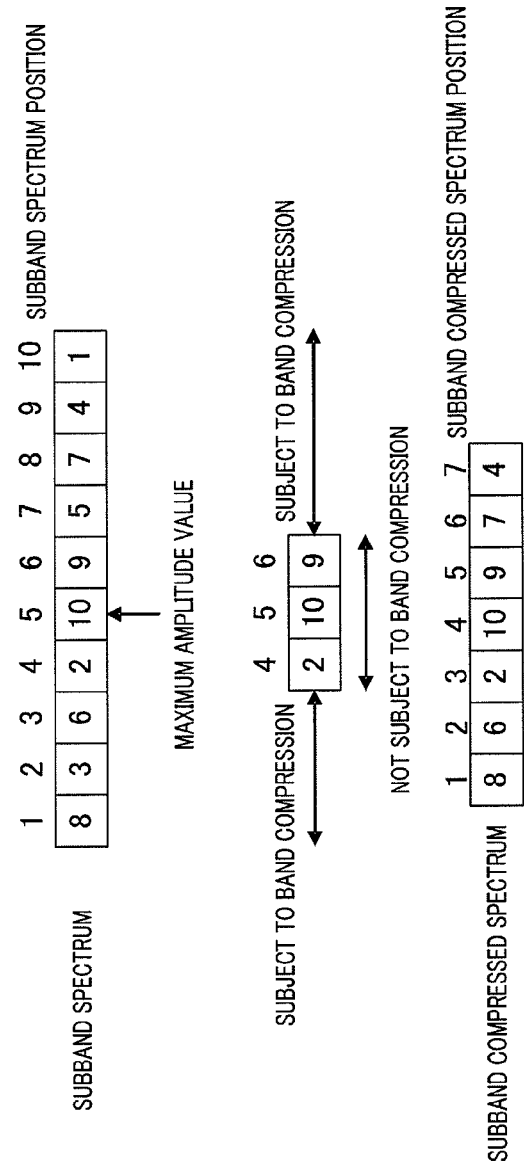 1 2 3 4 5 6 7 8 9 10 SUBBAND SPECTRUM POSITION
SUBBAND SPECTRUM 8 3 6 2 10 9 5 7 4 1
MAXIMUM AMPLITUDE VALUE
4 5 6
SUBJECT TO BAND COMPRESSION 2 10 9 SUBJECT TO BAND COMPRESSION
NOT SUBJECT TO BAND COMPRESSION
1 2 3 4 5 6 7 SUBBAND COMPRESSED SPECTRUM POSITION
SUBBAND COMPRESSED SPECTRUM 8 6 2 10 9 7 4